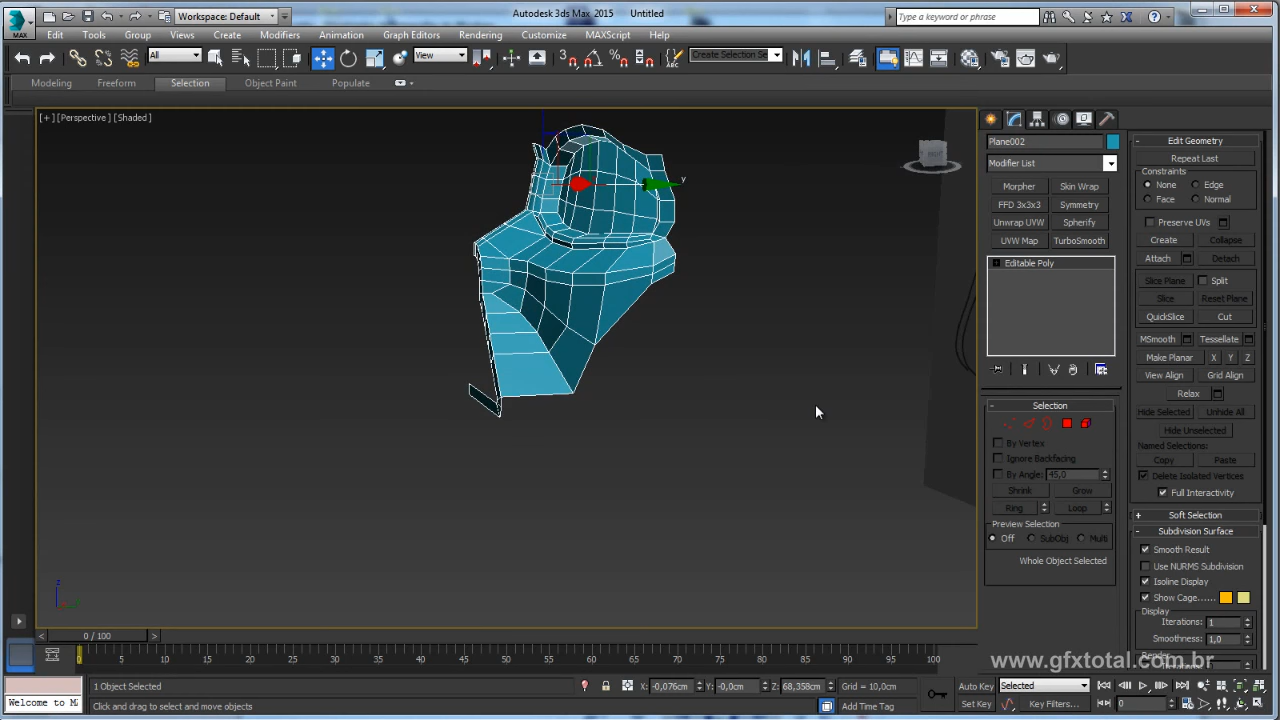 Workspace: Default
Autodesk 3ds Max 2015 Untitled
Type a keyword or phrase
MAX
Edit Tools Group Views Create Modifiers Animation Graph Editors Rendering Customize MAXScript Help
All View Create Selection Se
Modeling Freeform Selection Object Paint Populate
[+] [Perspective] [Shaded]
y
z
FRONT
Plane002
Modifier List
Morpher Skin Wrap
FFD 3x3x3 Symmetry
Unwrap UVW Spherify
UVW Map TurboSmooth
Editable Poly
Selection
By Vertex
Ignore Backfacing
By Angle: 45,0
Shrink Grow
Ring Loop
Preview Selection
Off SubObj Multi
Whole Object Selected
Edit Geometry
Repeat Last
Constraints
None Edge
Face Normal
Preserve UVs
Create Collapse
Attach Detach
Slice Plane Split
Slice Reset Plane
QuickSlice Cut
MSmooth Tessellate
Make Planar X Y Z
View Align Grid Align
Relax
Hide Selected Unhide All
Hide Unselected
Named Selections:
Copy Paste
Delete Isolated Vertices
Full Interactivity
Soft Selection
Subdivision Surface
Smooth Result
Use NURMS Subdivision
Isoline Display
Show Cage......
Display
Iterations: 1
Smoothness: 1,0
Render
www.gfxtotal.com.br
0 / 100
0 5 10 15 20 25 30 35 40 45 50 55 60 65 70 75 80 85 90 95 100
1 Object Selected X: -0,076cm Y: -0,0cm Z: 68,358cm Grid = 10,0cm Auto Key Selected
Welcome to M Click and drag to select and move objects Add Time Tag Set Key Key Filters... 0